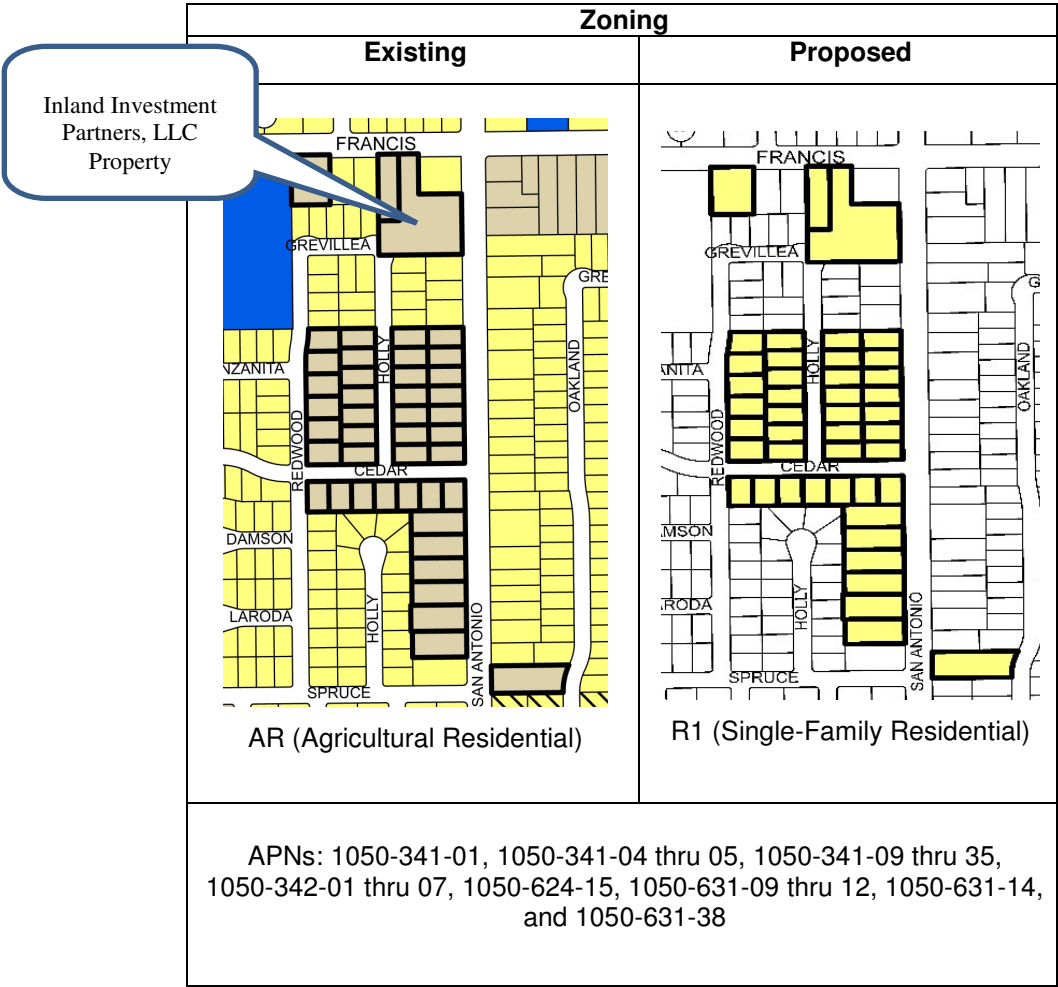 Zoning
Existing
Proposed
Inland Investment
Partners, LLC
Property
FRANCIS
GREVILLEA
GRE
NZANITA
HOLLY
OAKLAND
REDWOOD
CEDAR
DAMSON
LARODA
HOLLY
SAN ANTONIO
SPRUCE
AR (Agricultural Residential)
FRANCIS
GREVILLEA
G
ANITA
HOLLY
OAKLAND
REDWOOD
CEDAR
MSON
RODA
HOLLY
SAN ANTONIO
SPRUCE
R1 (Single-Family Residential)
APNs: 1050-341-01, 1050-341-04 thru 05, 1050-341-09 thru 35,
1050-342-01 thru 07, 1050-624-15, 1050-631-09 thru 12, 1050-631-14,
and 1050-631-38